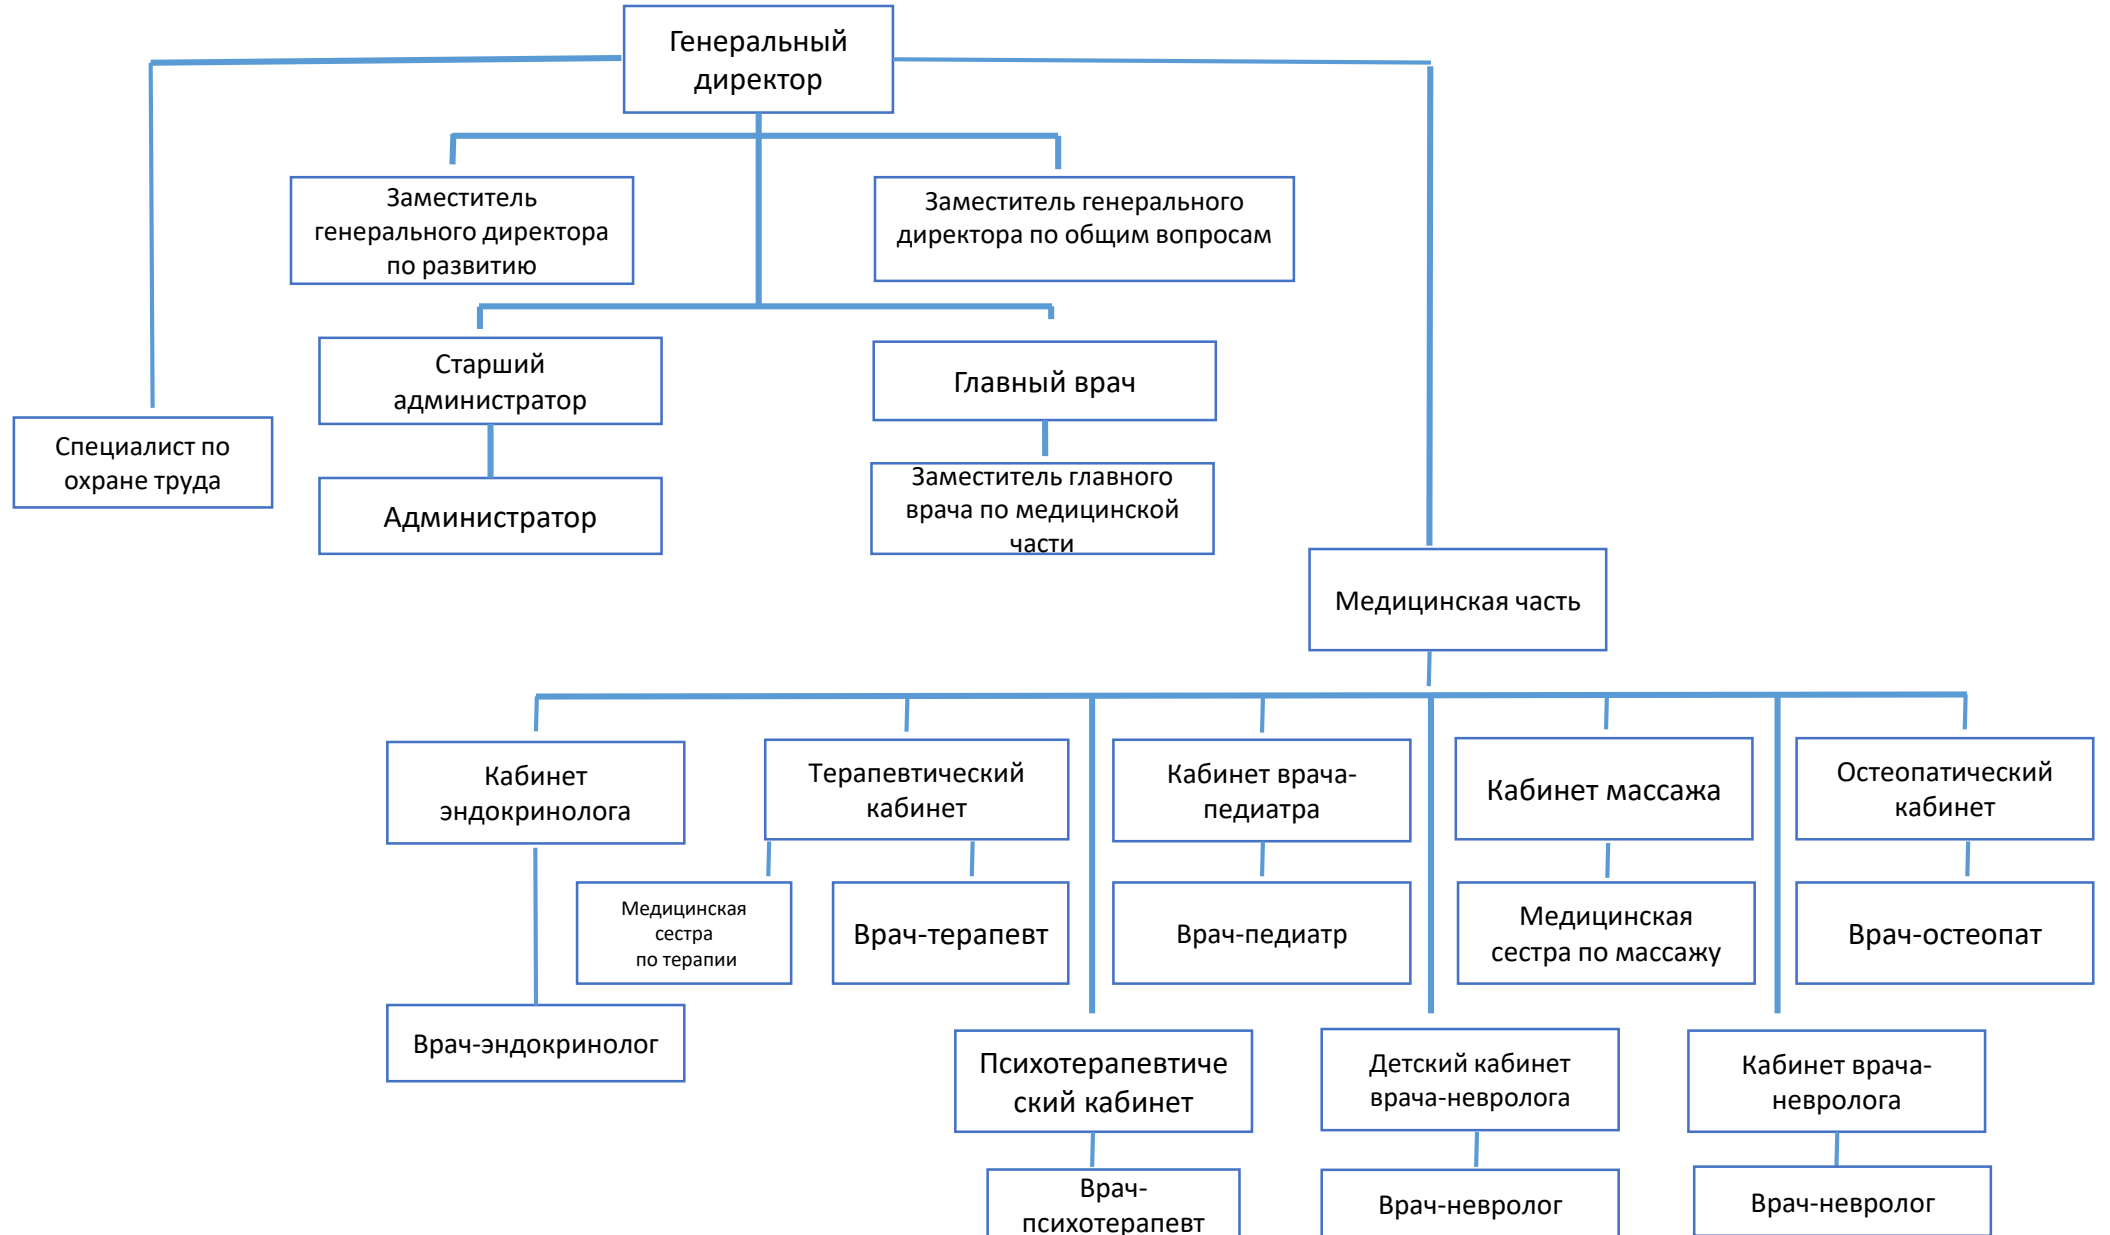 Генеральный
директор
Заместитель
генерального директора
по развитию
Заместитель генерального
директора по общим вопросам
Старший
администратор
Главный врач
Специалист по
охране труда
Администратор
Заместитель главного
врача по медицинской
части
Медицинская часть
Кабинет
эндокринолога
Терапевтический
кабинет
Кабинет врача-
педиатра
Кабинет массажа
Остеопатический
кабинет
Медицинская
сестра
по терапии
Врач-терапевт
Врач-педиатр
Медицинская
сестра по массажу
Врач-остеопат
Врач-эндокринолог
Психотерапевтиче
ский кабинет
Детский кабинет
врача-невролога
Кабинет врача-
невролога
Врач-
психотерапевт
Врач-невролог
Врач-невролог